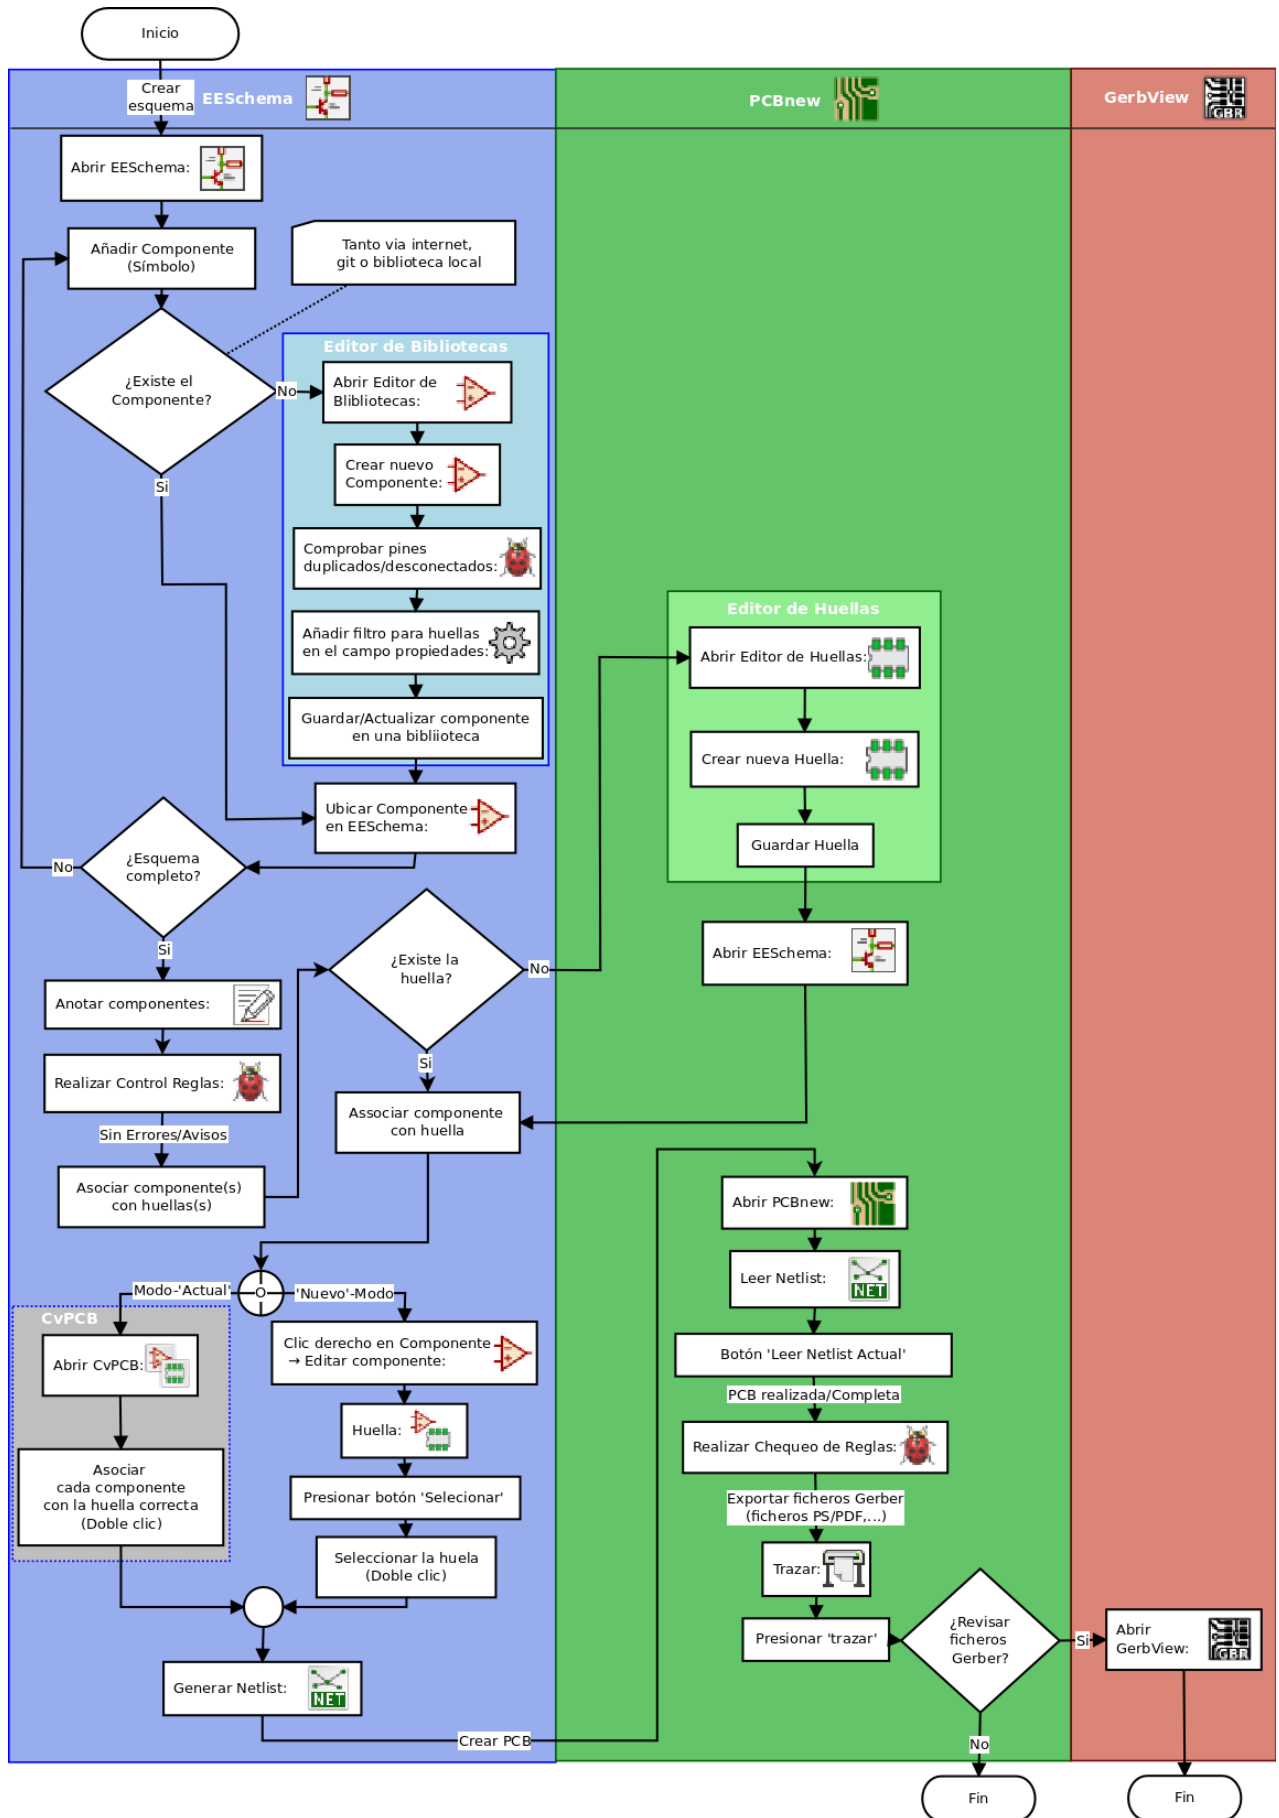 Inicio
Crear
esquema
EESchema
PCBnew
GerbView
GBR
Abrir EESchema:
Añadir Componente
(Símbolo)
Tanto via internet,
git o biblioteca local
¿Existe el
Componente?
No
Si
Editor de Bibliotecas
Abrir Editor de
Blibliotecas:
Crear nuevo
Componente:
Comprobar pines
duplicados/desconectados:
Añadir filtro para huellas
en el campo propiedades:
Guardar/Actualizar componente
en una bibliioteca
Ubicar Componente
en EESchema:
¿Esquema
completo?
No
Si
Anotar componentes:
Realizar Control Reglas:
Sin Errores/Avisos
Asociar componente(s)
con huellas(s)
¿Existe la
huella?
No
Si
Editor de Huellas
Abrir Editor de Huellas:
Crear nueva Huella:
Guardar Huella
Abrir EESchema:
Associar componente
con huella
O
Modo-'Actual'
'Nuevo'-Modo
CvPCB
Abrir CvPCB:
Asociar
cada componente
con la huella correcta
(Doble clic)
Clic derecho en Componente
→ Editar componente:
Huella:
Presionar botón 'Selecionar'
Seleccionar la huela
(Doble clic)
Generar Netlist:
NET
Crear PCB
Abrir PCBnew:
Leer Netlist:
NET
Botón 'Leer Netlist Actual'
PCB realizada/Completa
Realizar Chequeo de Reglas:
Exportar ficheros Gerber
(ficheros PS/PDF,...)
Trazar:
Presionar 'trazar'
¿Revisar
ficheros
Gerber?
Si
No
Abrir
GerbView:
GBR
Fin
Fin